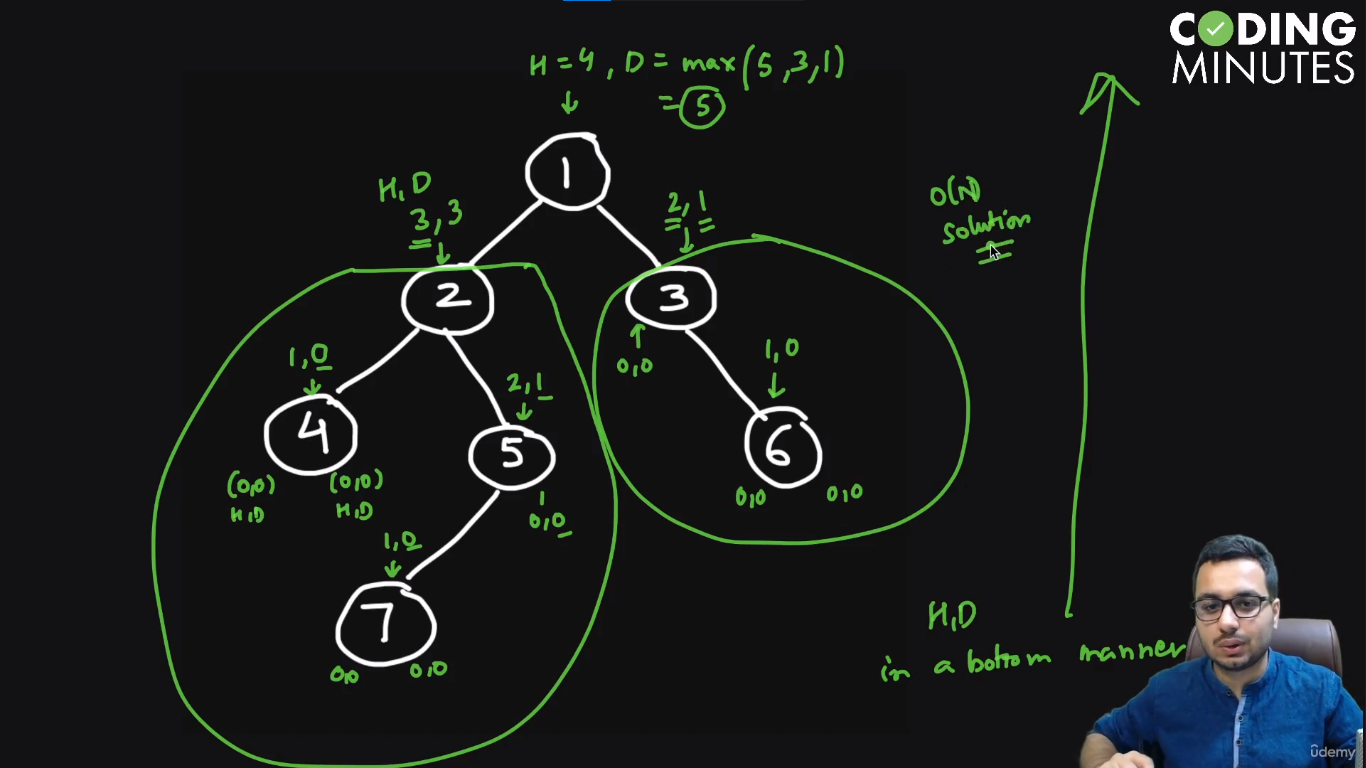 CODING
MINUTES
H = 4 , D = max(5,3,1)
= 5
1
H,D
3,3
2,1
O(N)
solution
2
3
1,0
2,1
0,0
1,0
4
5
6
(0,0)
H,D
(0,0)
H,D
0,0
0,0
0,0
1,0
7
0,0
0,0
H,D
in a bottom manner
ûdemy